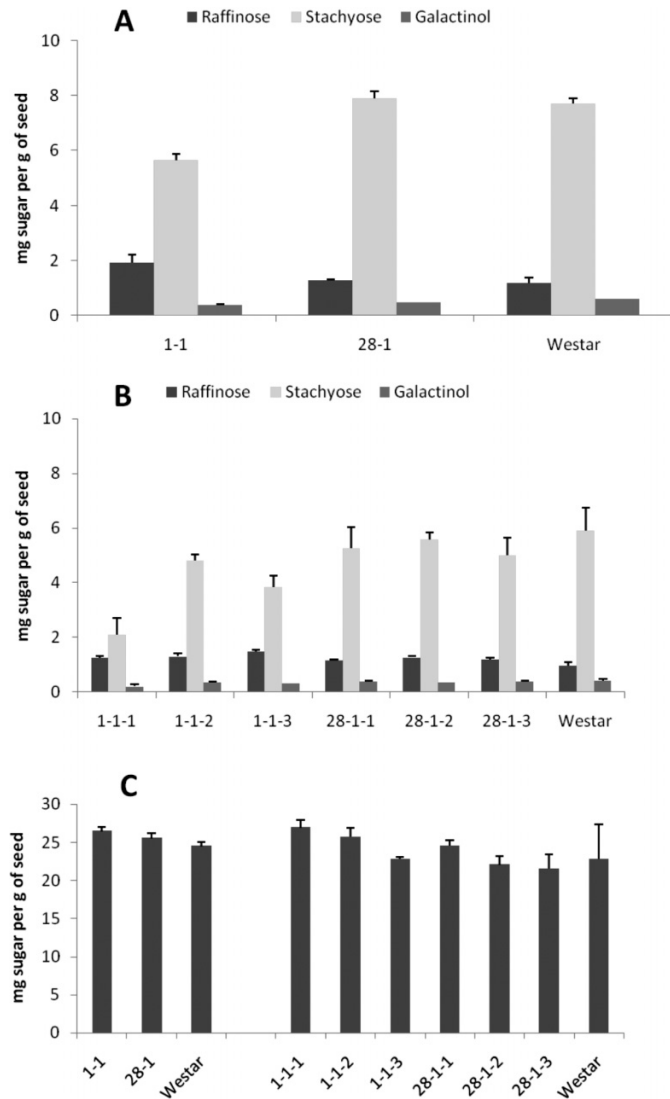 A
Raffinose Stachyose Galactinol
mg sugar per g of seed
10
8
6
4
2
0
1-1 28-1 Westar
B
Raffinose Stachyose Galactinol
mg sugar per g of seed
10
8
6
4
2
0
1-1-1 1-1-2 1-1-3 28-1-1 28-1-2 28-1-3 Westar
C
mg sugar per g of seed
30
25
20
15
10
5
0
1-1 28-1 Westar 1-1-1 1-1-2 1-1-3 28-1-1 28-1-2 28-1-3 Westar